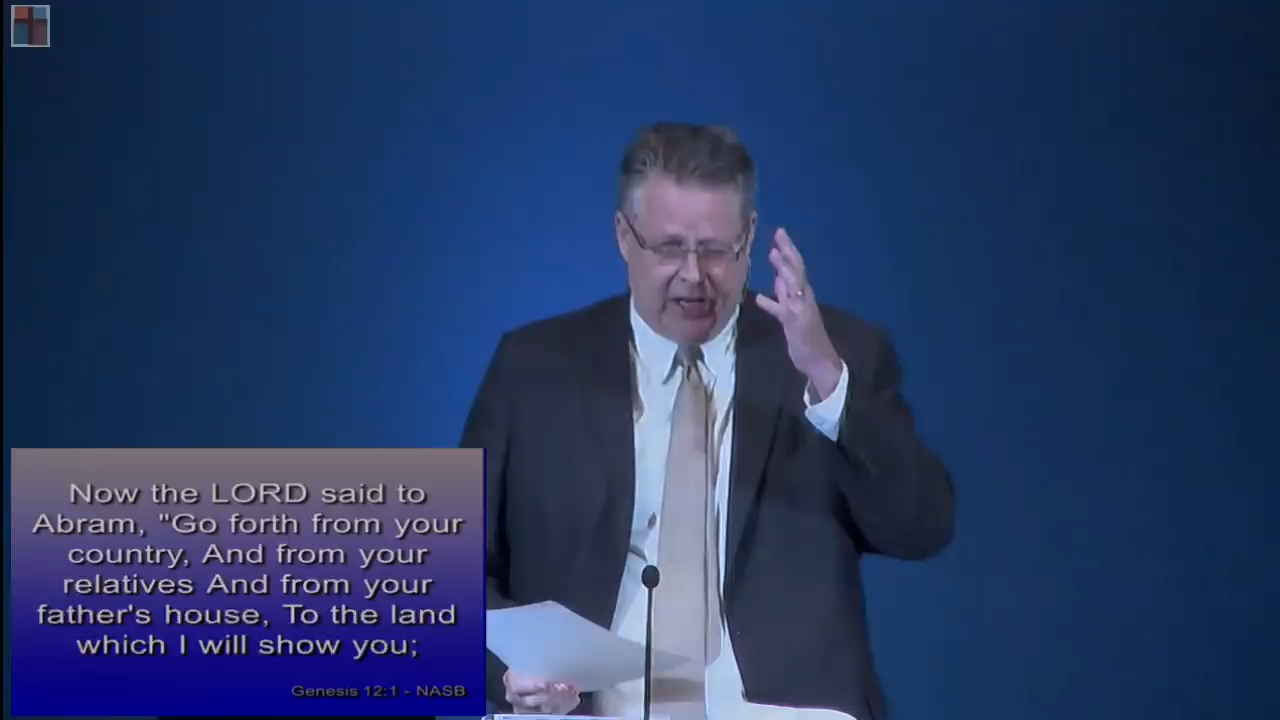 Now the LORD said to
Abram, "Go forth from your
country, And from your
relatives And from your
father's house, To the land
which I will show you;
Genesis 12:1 - NASB